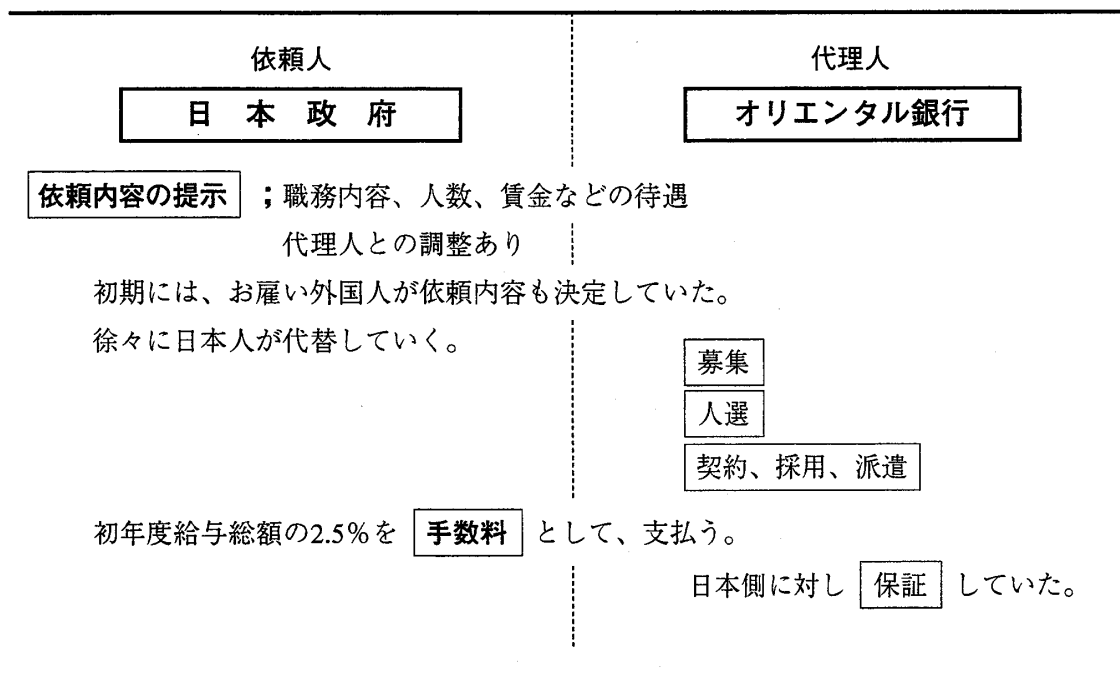 依頼人
代理人
日本政府
オリエンタル銀行
依頼内容の提示 ;職務内容、人数、賃金などの待遇
代理人との調整あり
初期には、お雇い外国人が依頼内容も決定していた。
徐々に日本人が代替していく。
募集
人選
契約、採用、派遣
初年度給与総額の2.5%を 手数料 として、支払う。
日本側に対し 保証 していた。